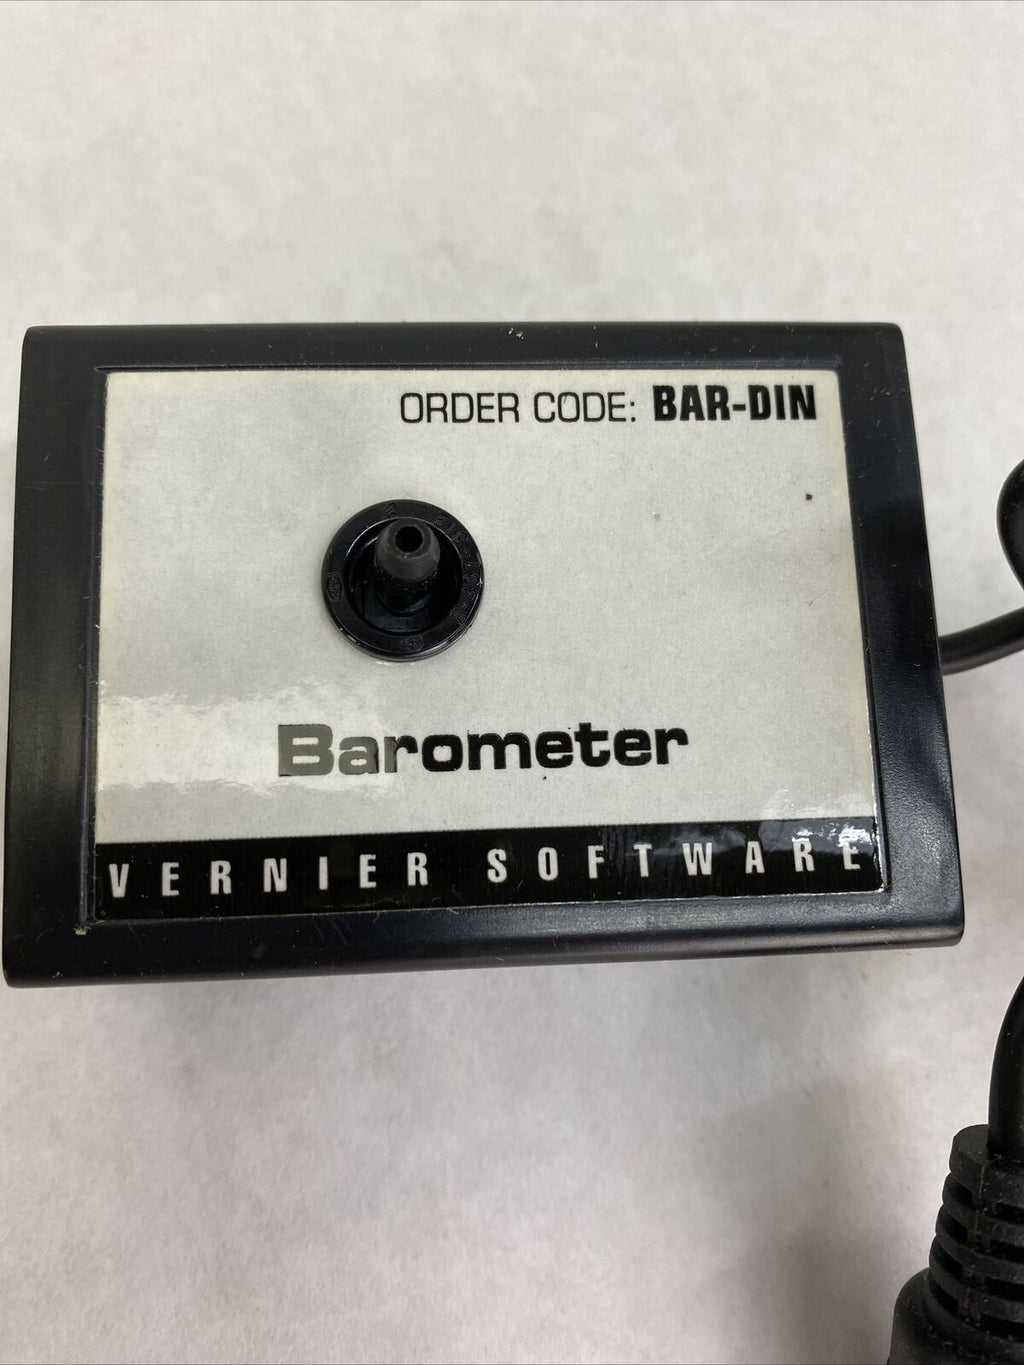 ORDER CODE: BAR-DIN
Barometer
VERNIER SOFTWARE